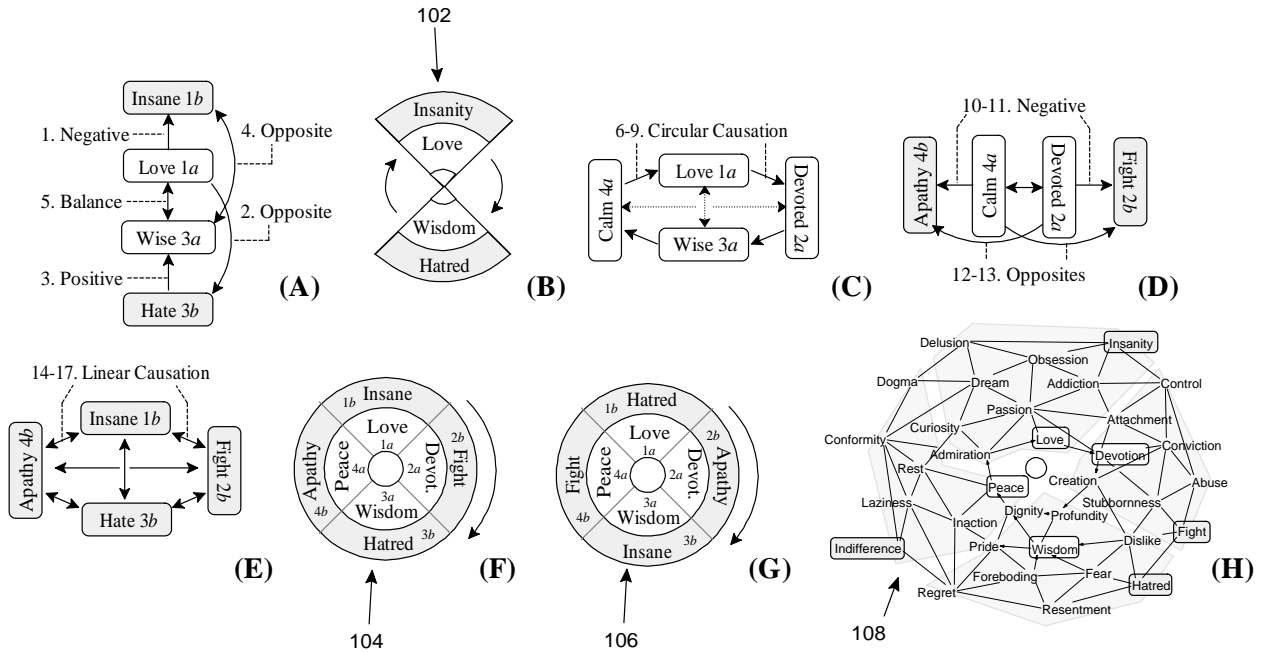 102
Insane 1b
1. Negative
4. Opposite
Love 1a
5. Balance
2. Opposite
Wise 3a
3. Positive
Hate 3b
(A)
Insanity
Love
Wisdom
Hatred
(B)
6-9. Circular Causation
Calm 4a
Love 1a
Devoted 2a
Wise 3a
(C)
10-11. Negative
Apathy 4b
Calm 4a
Devoted 2a
Fight 2b
12-13. Opposites
(D)
14-17. Linear Causation
Insane 1b
Apathy 4b
Fight 2b
Hate 3b
(E)
Insane
1b
Love
2b
1a
Apathy
Peace
4a
2a
Devot.
Fight
3a
Wisdom
4b
3b
Hatred
(F)
104
Hatred
1b
Love
2b
1a
Fight
Peace
4a
2a
Devot.
Apathy
3a
Wisdom
4b
3b
Insane
(G)
106
Delusion
Insanity
Obsession
Dogma
Dream
Addiction
Control
Passion
Attachment
Curiosity
Conformity
Love
Conviction
Admiration
Devotion
Rest
Creation
Abuse
Peace
Laziness
Stubbornness
Dignity
Profundity
Inaction
Fight
Indifference
Pride
Wisdom
Dislike
Foreboding
Fear
Hatred
Regret
Resentment
(H)
108